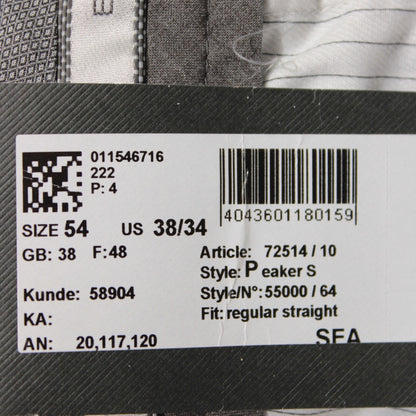 B
011546716
222
P: 4
4043601180159
SIZE 54 US 38/34
GB: 38 F: 48
Article: 72514 / 10
Style: P eaker S
Kunde: 58904
Style/N°: 55000 / 64
KA:
Fit: regular straight
AN: 20,117,120
SEA